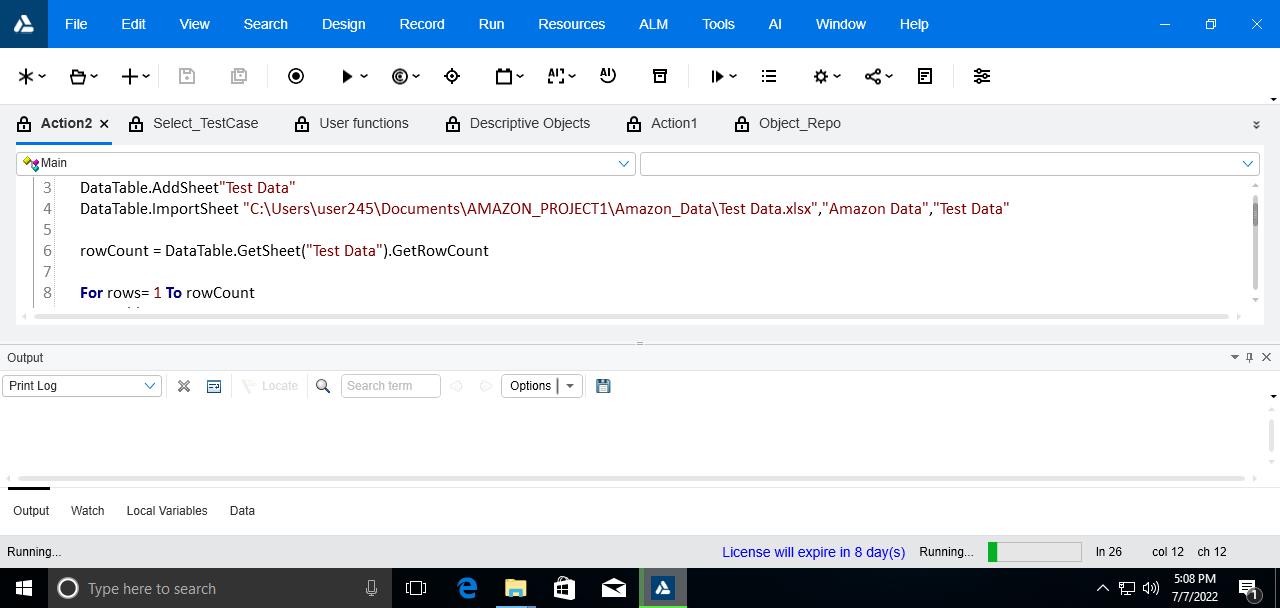 File Edit View Search Design Record Run Resources ALM Tools AI Window Help
Action2 Select_TestCase User functions Descriptive Objects Action1 Object_Repo
Main
3 DataTable.AddSheet"Test Data"
4 DataTable.ImportSheet "C:\Users\user245\Documents\AMAZON_PROJECT1\Amazon_Data\Test Data.xlsx","Amazon Data","Test Data"
5
6 rowCount = DataTable.GetSheet("Test Data").GetRowCount
7
8 For rows= 1 To rowCount
Output
Print Log Locate Search term Options
Output Watch Local Variables Data
Running... License will expire in 8 day(s) Running... ln 26 col 12 ch 12
Type here to search
5:08 PM
7/7/2022
1